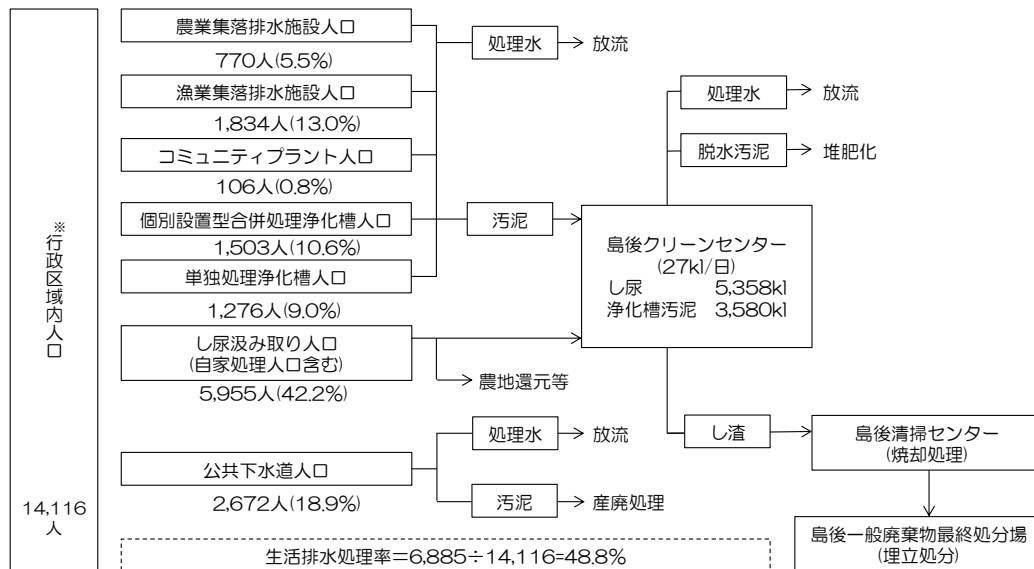 ※行政区域内人口
14,116
人
農業集落排水施設人口
770人(5.5%)
漁業集落排水施設人口
1,834人(13.0%)
コミュニティプラント人口
106人(0.8%)
個別設置型合併処理浄化槽人口
1,503人(10.6%)
単独処理浄化槽人口
1,276人(9.0%)
し尿汲み取り人口
(自家処理人口含む)
5,955人(42.2%)
公共下水道人口
2,672人(18.9%)
処理水
放流
汚泥
農地還元等
処理水
放流
汚泥
産廃処理
処理水
放流
脱水汚泥
堆肥化
島後クリーンセンター
(27kl/日)
し尿 5,358kl
浄化槽汚泥 3,580kl
し渣
島後清掃センター
(焼却処理)
島後一般廃棄物最終処分場
(埋立処分)
生活排水処理率=6,885÷14,116=48.8%